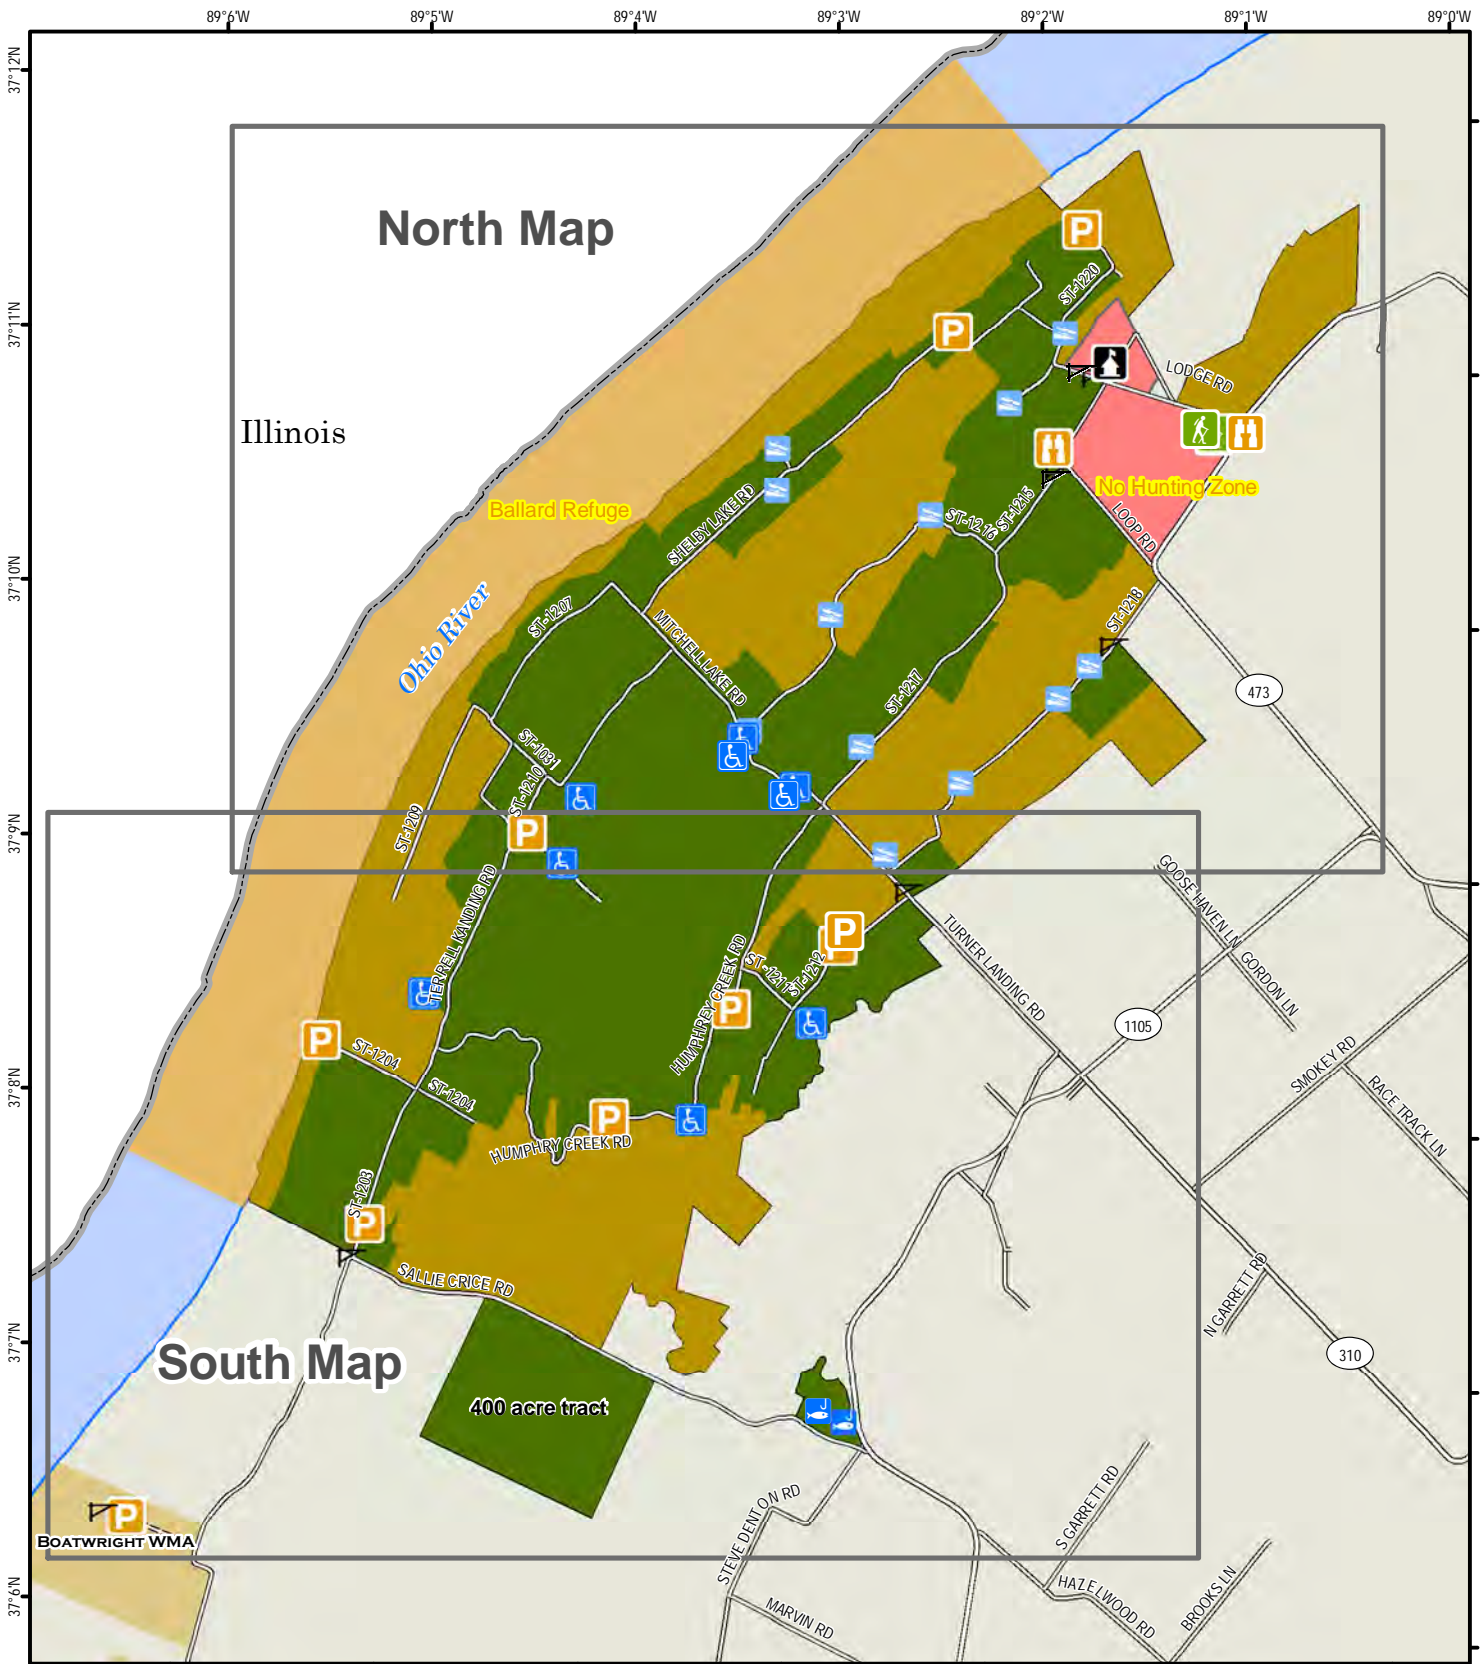 89°6'W
89°5'W
89°4'W
89°3'W
89°2'W
89°1'W
89°0'W
37°12'N
37°11'N
37°10'N
37°9'N
37°8'N
37°7'N
37°6'N
North Map
Illinois
Ballard Refuge
Ohio River
P
ST-1220
P
LODGE RD
No Hunting Zone
SHELBY LAKE RD
ST-1216
ST-1215
LOOP RD
ST-1207
MITCHELL LAKE RD
ST-1218
ST-1217
473
ST-1031
ST-1210
ST-1209
P
TERRELL KANDING RD
GOOSE HAVEN LN
GORDON LN
P
P
TURNER LANDING RD
HUMPHREY CREEK RD
ST-1211
ST-1212
P
1105
P
ST-1204
ST-1204
SMOKEY RD
RACE TRACK LN
P
HUMPHRY CREEK RD
ST-1203
P
SALLIE CRICE RD
N GARRETT RD
310
South Map
400 acre tract
P
BOATWRIGHT WMA
STEVE DENTON RD
S GARRETT RD
MARVIN RD
HAZELWOOD RD
BROOKS LN